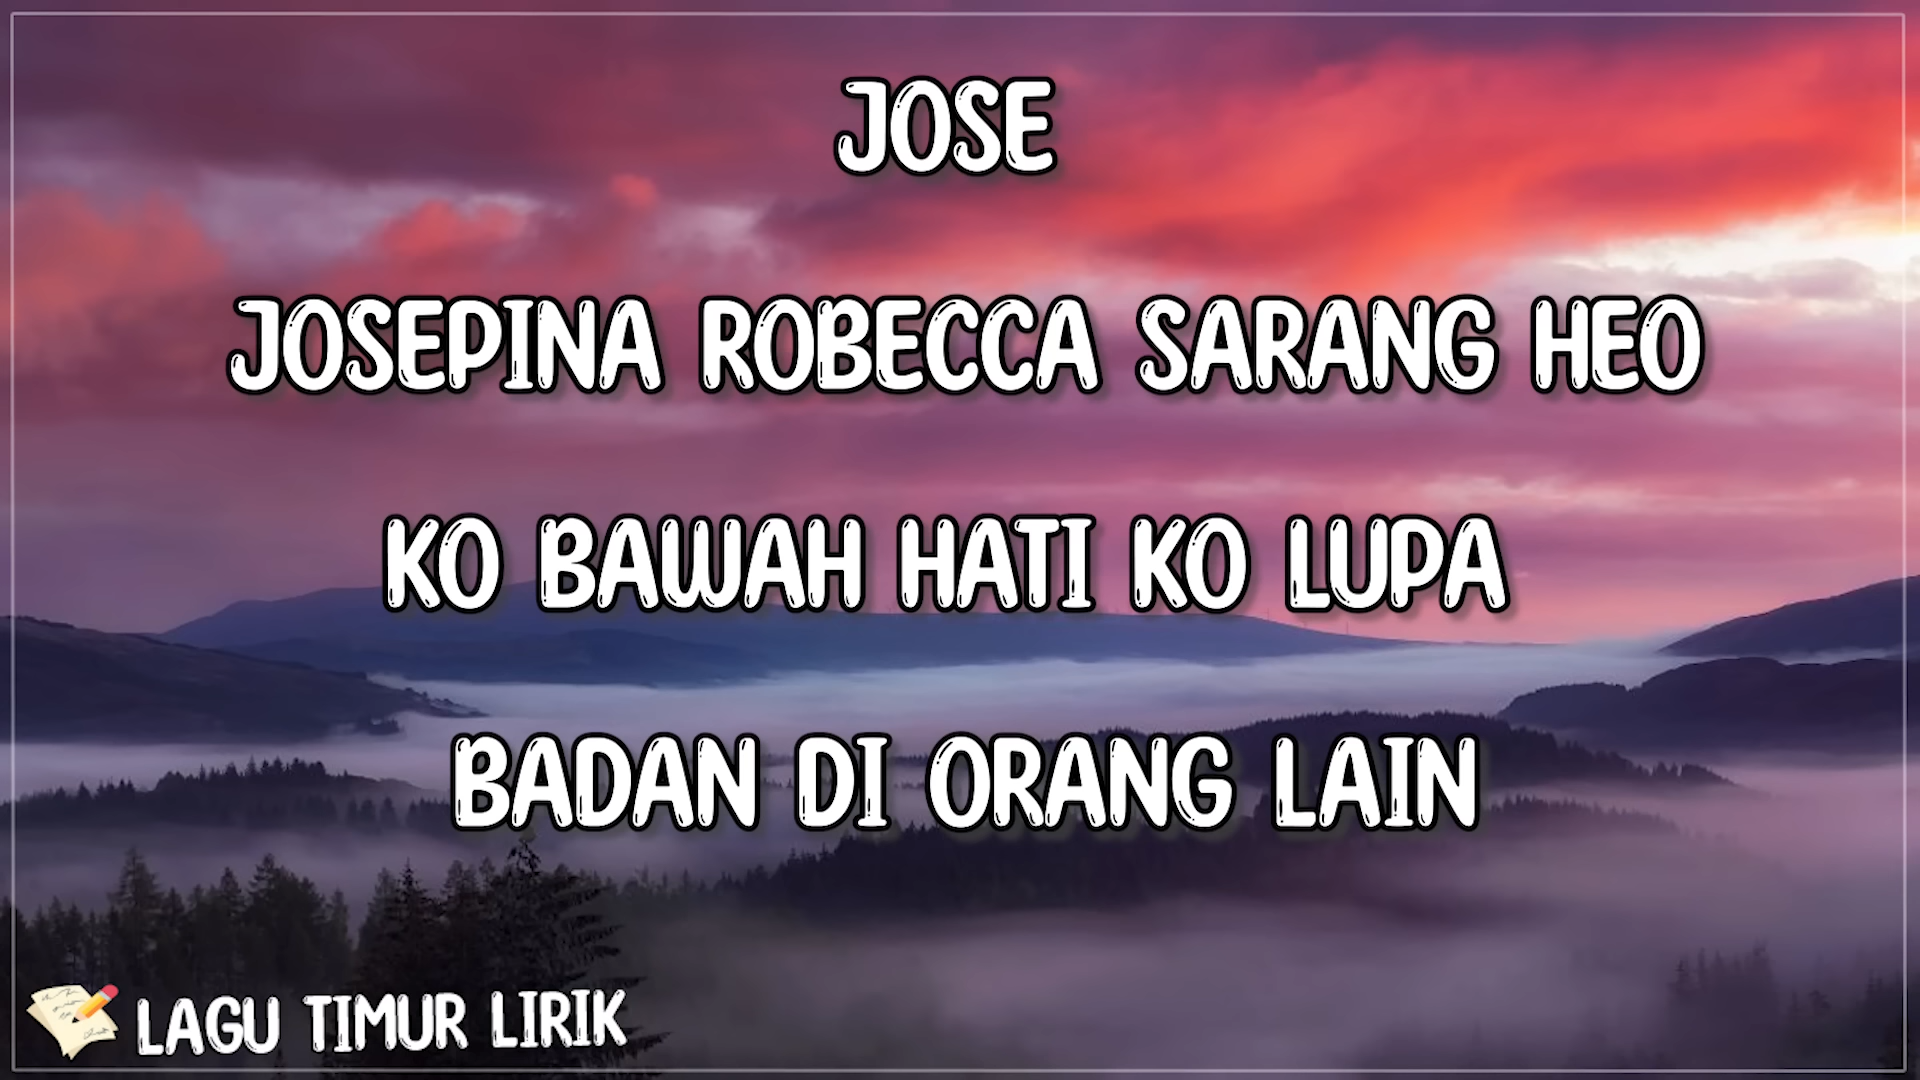 JOSE
JOSEPINA ROBECCA SARANG HEO
KO BAWAH HATI KO LUPA
BADAN DI ORANG LAIN
LAGU TIMUR LIRIK